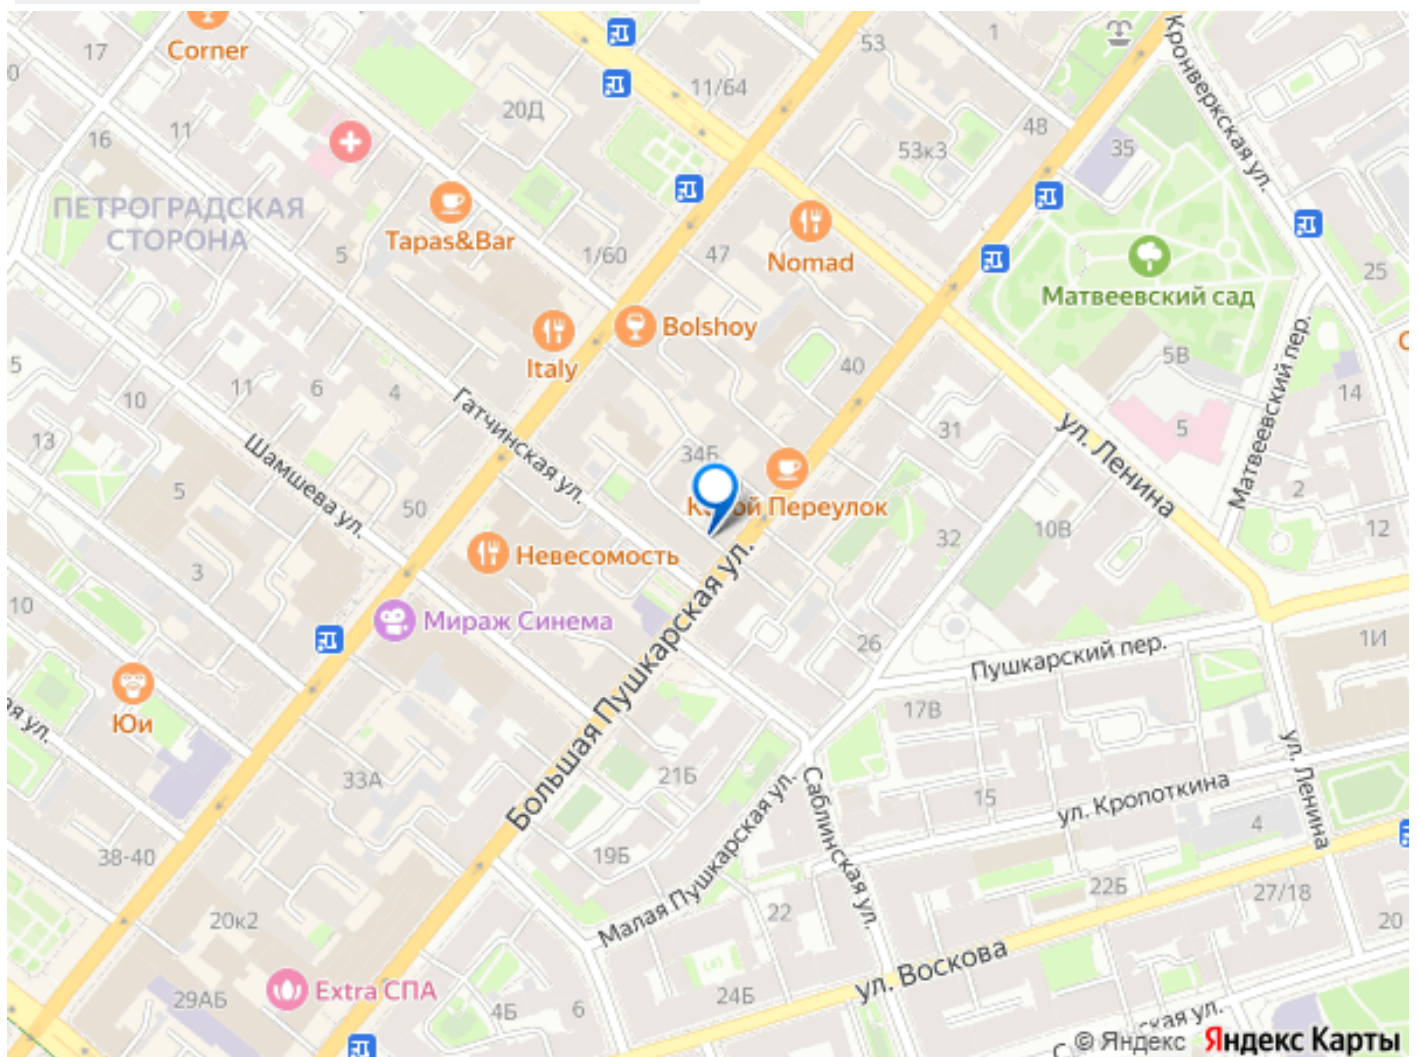 Corner
17
53
1
Кронверкская ул.
11/64
20Д
16
11
48
53к3
35
ПЕТРОГРАДСКАЯ
СТОРОНА
Tapas&Bar
5
1/60
47
Nomad
25
Матвеевский сад
Bolshoy
Italy
5
11
6
4
10
40
5В
Матвеевский пер.
14
Гатчинская ул.
31
ул. Ленина
5
13
Шамшева ул.
34Б
2
5
50
Переулок
10В
12
32
Невесомость
3
10
Мираж Синема
26
Пушкарский пер.
1И
Большая Пушкарская ул.
Юи
17В
ул. Ленина
33А
21Б
15
ул. Кропоткина
4
Саблинская ул.
38-40
19Б
Малая Пушкарская ул.
22
22Б
27/18
20
20к2
ул. Воскова
29АБ
Extra СПА
4Б
6
24Б
© Яндекс Яндекс Карты